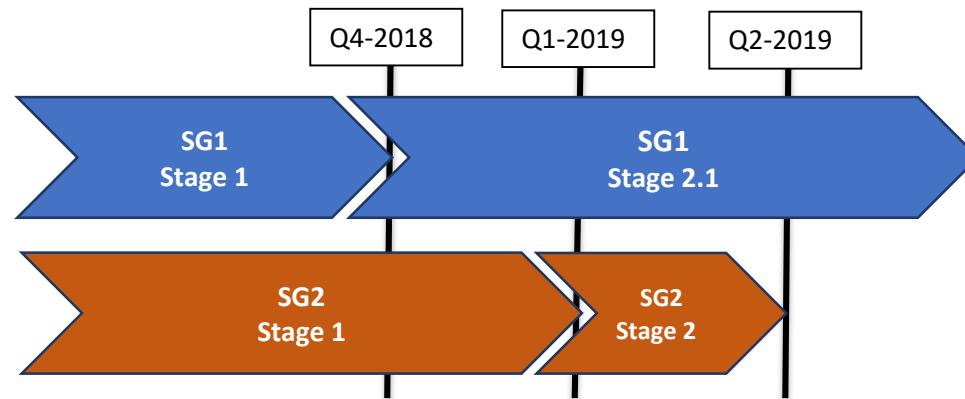 Q4-2018
Q1-2019
Q2-2019
SG1
Stage 1
SG1
Stage 2.1
SG2
Stage 1
SG2
Stage 2